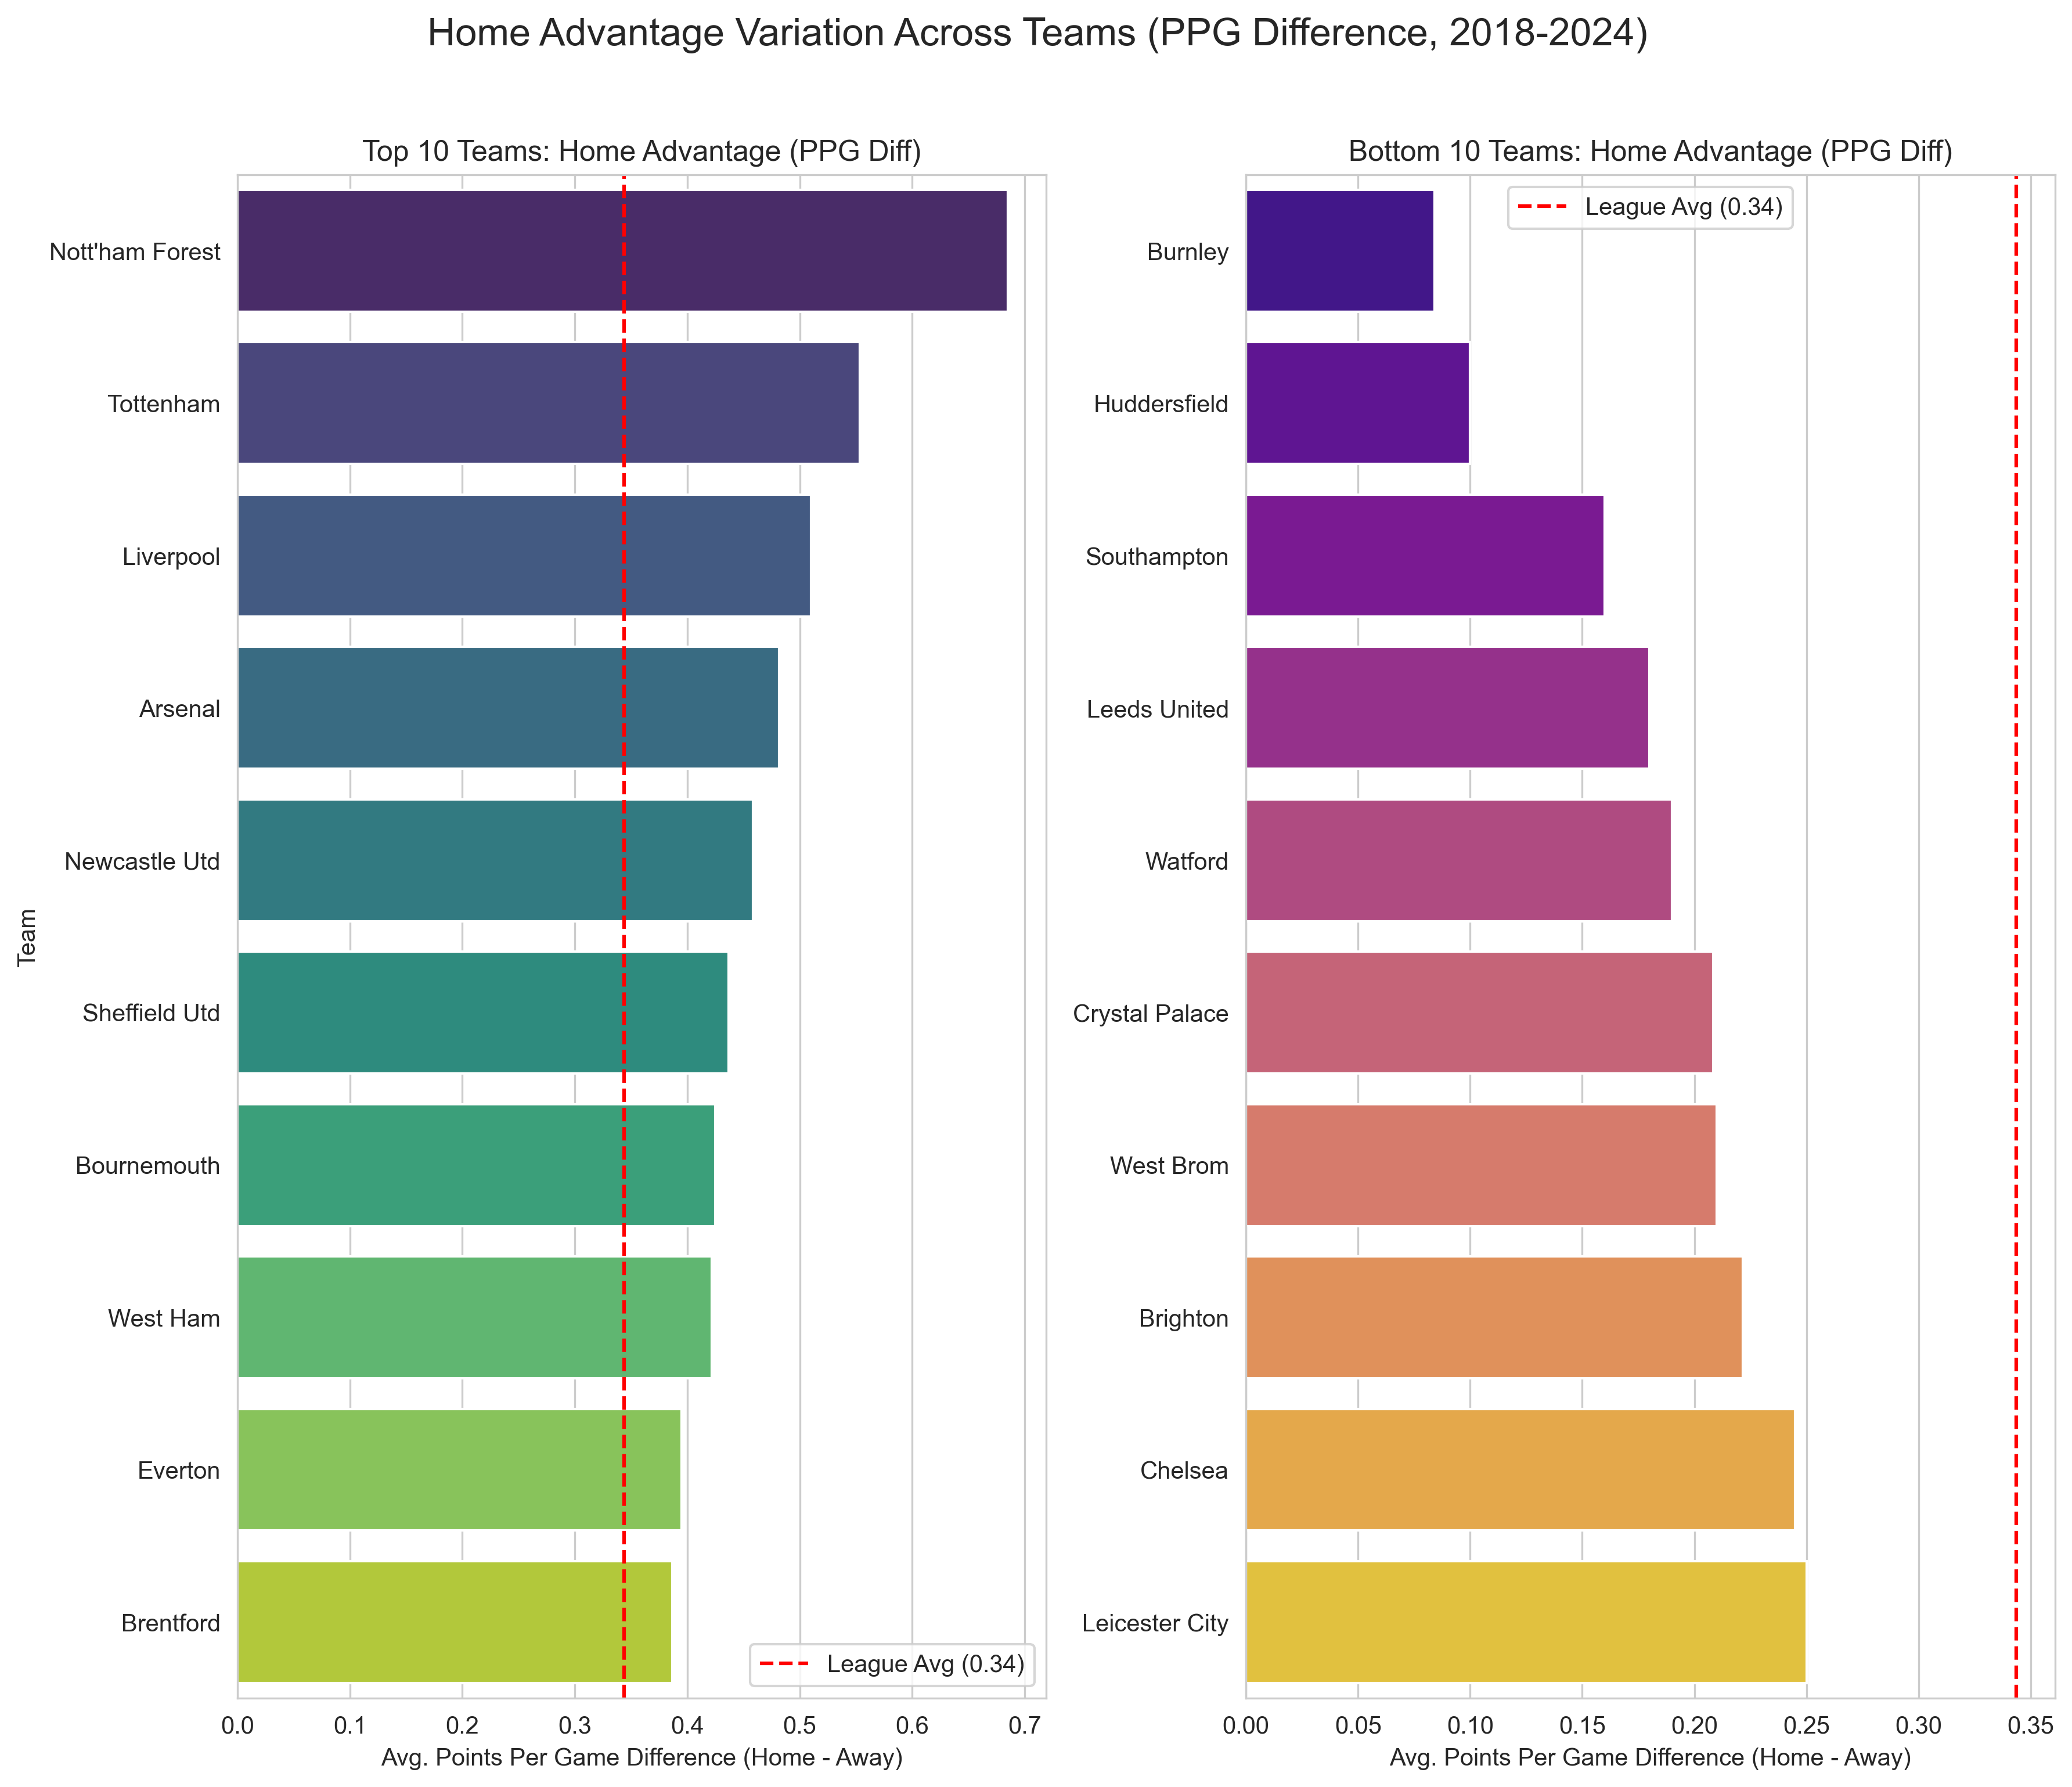 Home Advantage Variation Across Teams (PPG Difference, 2018-2024)
Top 10 Teams: Home Advantage (PPG Diff)
Team
Nott'ham Forest
Tottenham
Liverpool
Arsenal
Newcastle Utd
Sheffield Utd
Bournemouth
West Ham
Everton
Brentford
League Avg (0.34)
0.0 0.1 0.2 0.3 0.4 0.5 0.6 0.7
Avg. Points Per Game Difference (Home - Away)
Bottom 10 Teams: Home Advantage (PPG Diff)
League Avg (0.34)
Burnley
Huddersfield
Southampton
Leeds United
Watford
Crystal Palace
West Brom
Brighton
Chelsea
Leicester City
0.00 0.05 0.10 0.15 0.20 0.25 0.30 0.35
Avg. Points Per Game Difference (Home - Away)